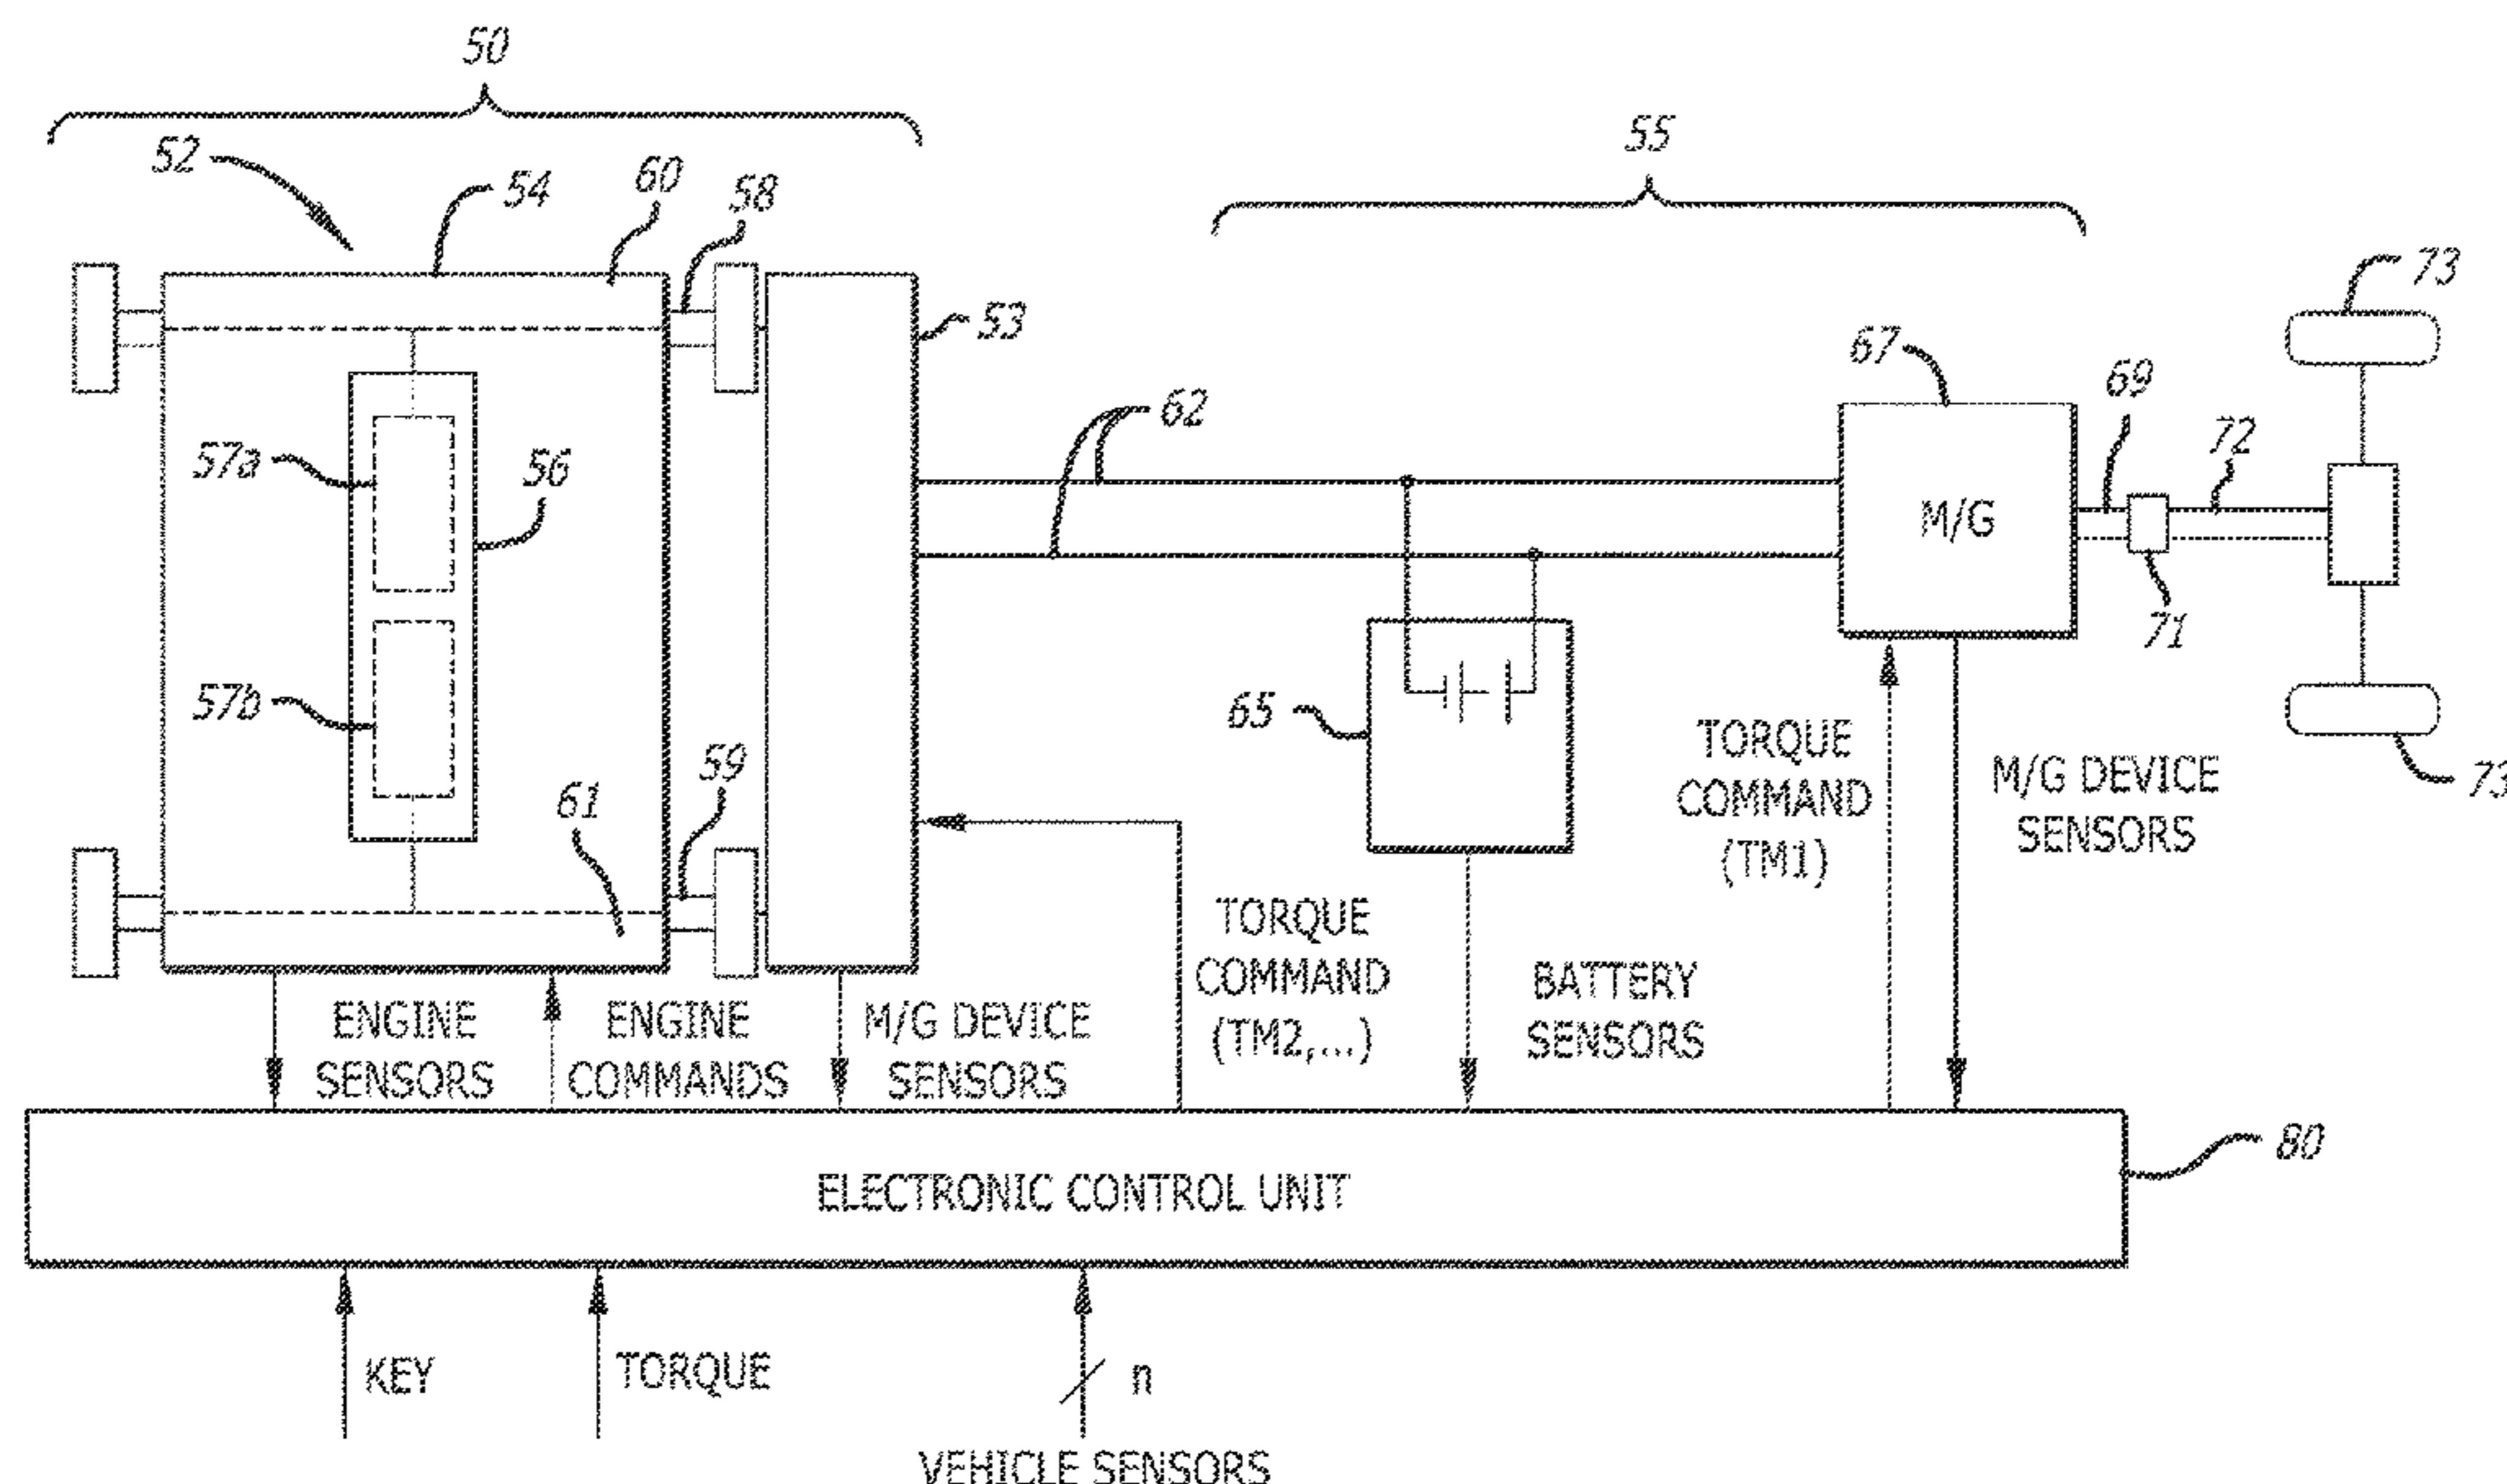 50
55
52
54
60
58
53
73
67
69
72
62
57a
56
M/G
71
57b
65
73
59
61
TORQUE
COMMAND
(TM1)
M/G DEVICE
SENSORS
TORQUE
COMMAND
(TM2,...)
BATTERY
SENSORS
ENGINE
SENSORS
ENGINE
COMMANDS
M/G DEVICE
SENSORS
ELECTRONIC CONTROL UNIT
80
KEY
TORQUE
n
VEHICLE SENSORS